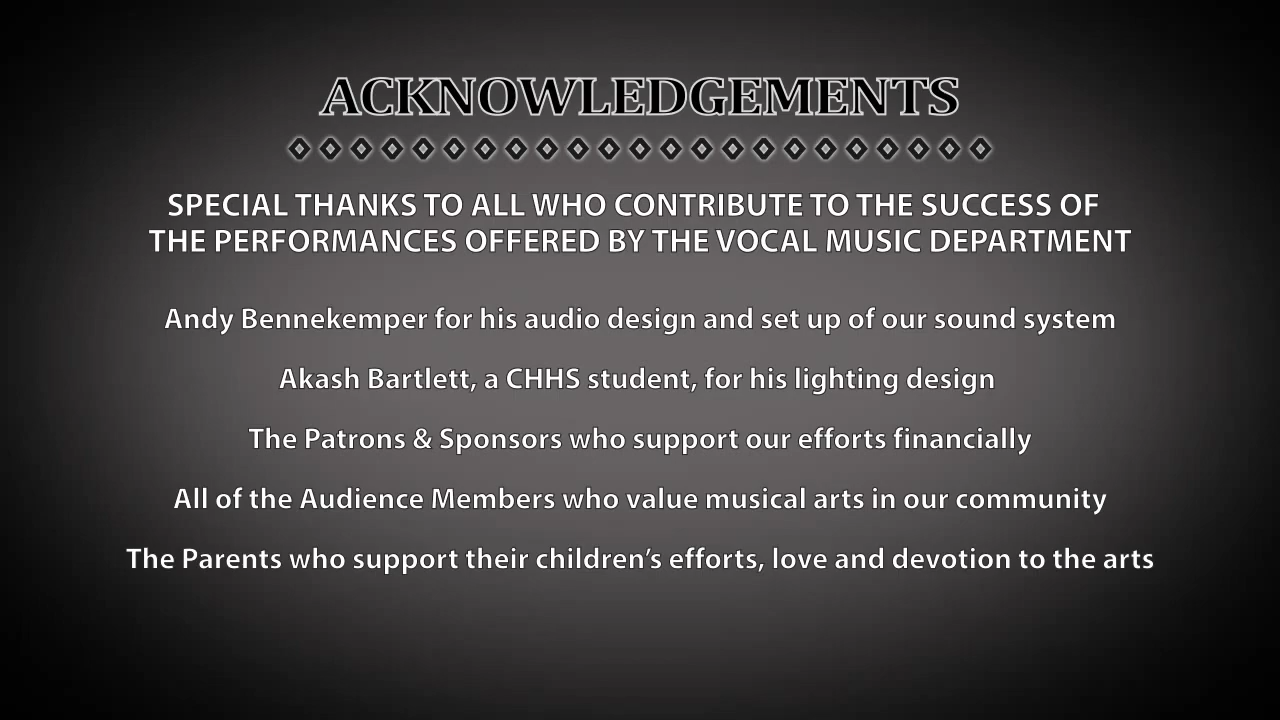 ACKNOWLEDGEMENTS
SPECIAL THANKS TO ALL WHO CONTRIBUTE TO THE SUCCESS OF
THE PERFORMANCES OFFERED BY THE VOCAL MUSIC DEPARTMENT
Andy Bennekemper for his audio design and set up of our sound system
Akash Bartlett, a CHHS student, for his lighting design
The Patrons & Sponsors who support our efforts financially
All of the Audience Members who value musical arts in our community
The Parents who support their children’s efforts, love and devotion to the arts